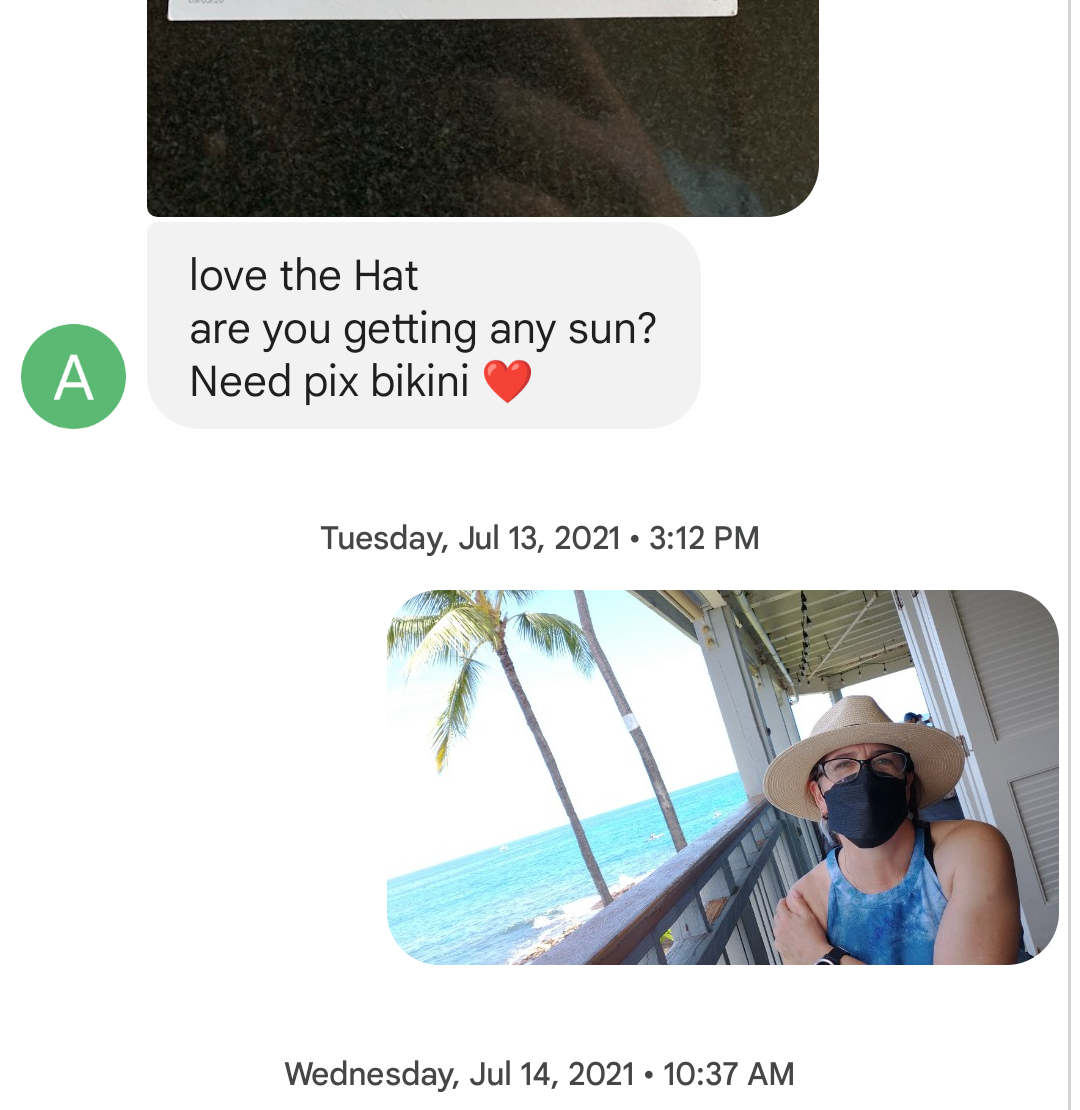 love the Hat
are you getting any sun?
Need pix bikini ❤️
A
Tuesday, Jul 13, 2021 • 3:12 PM
Wednesday, Jul 14, 2021 • 10:37 AM